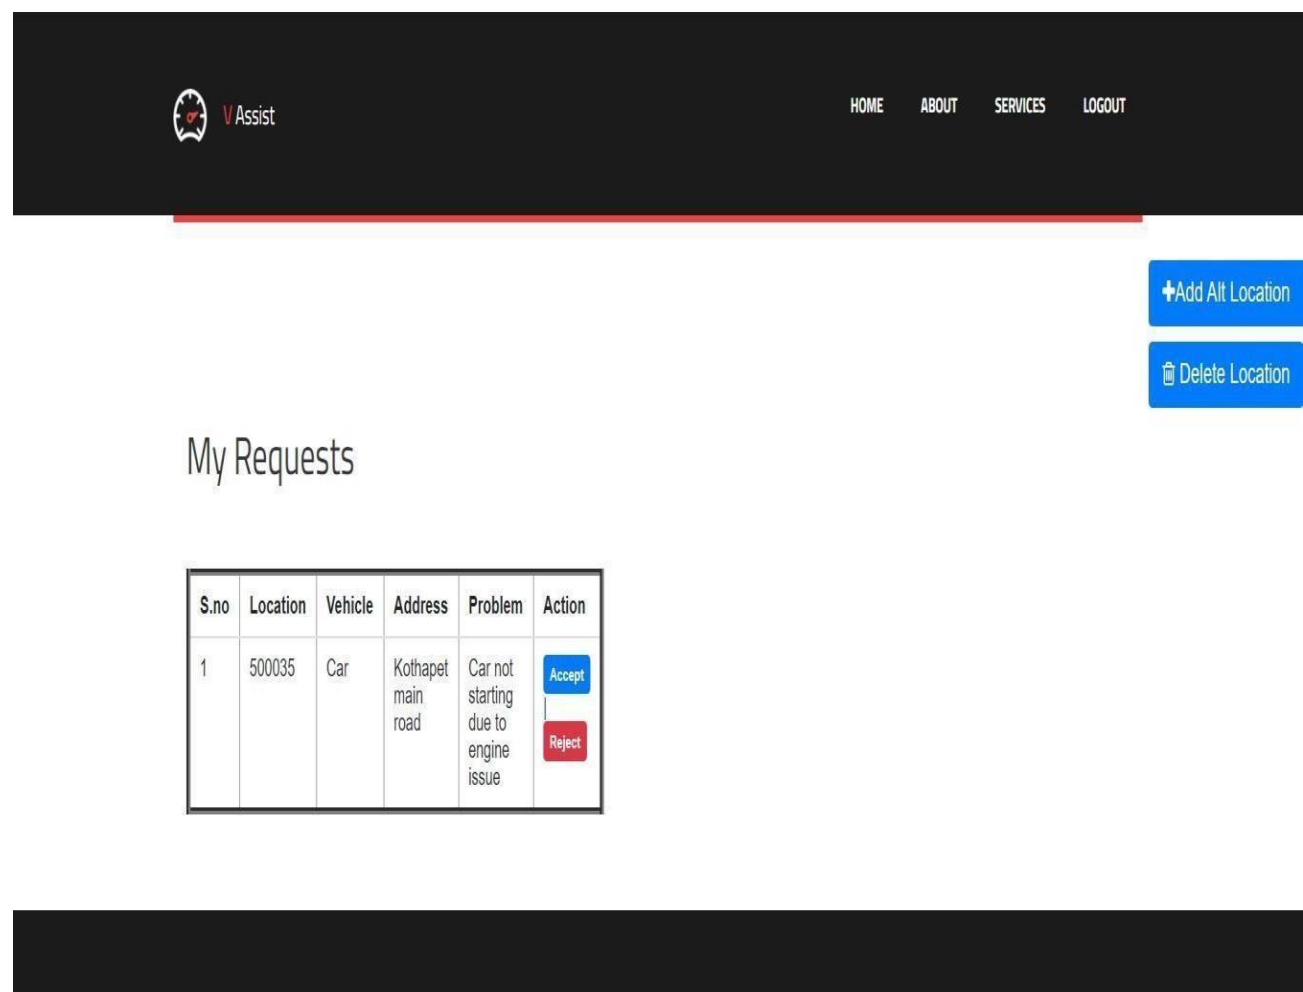 V Assist
HOME ABOUT SERVICES LOGOUT
+Add Alt Location
Delete Location
My Requests
S.no Location Vehicle Address Problem Action
1 500035 Car Kothapet main road Car not starting due to engine issue Accept | Reject